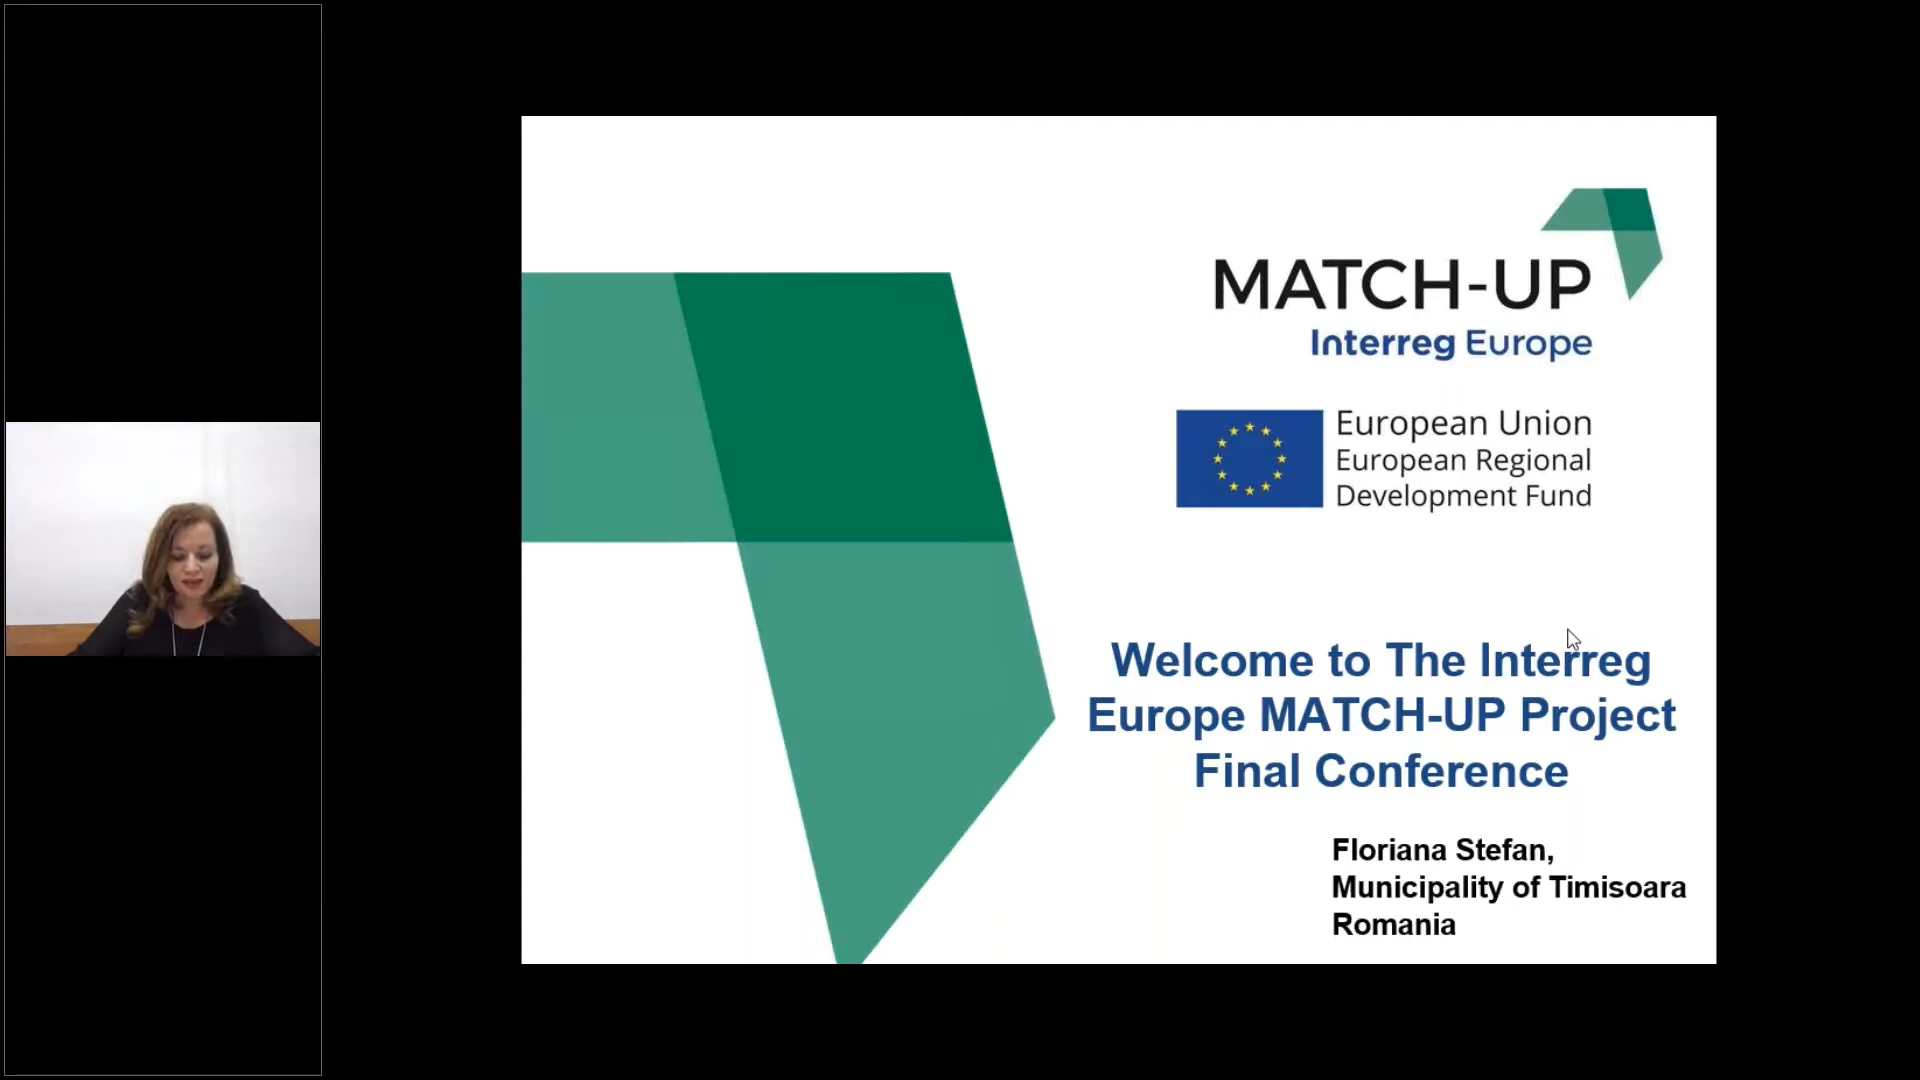 MATCH-UP
Interreg Europe
European Union
European Regional
Development Fund
Welcome to The Interreg
Europe MATCH-UP Project
Final Conference
Floriana Stefan,
Municipality of Timisoara
Romania